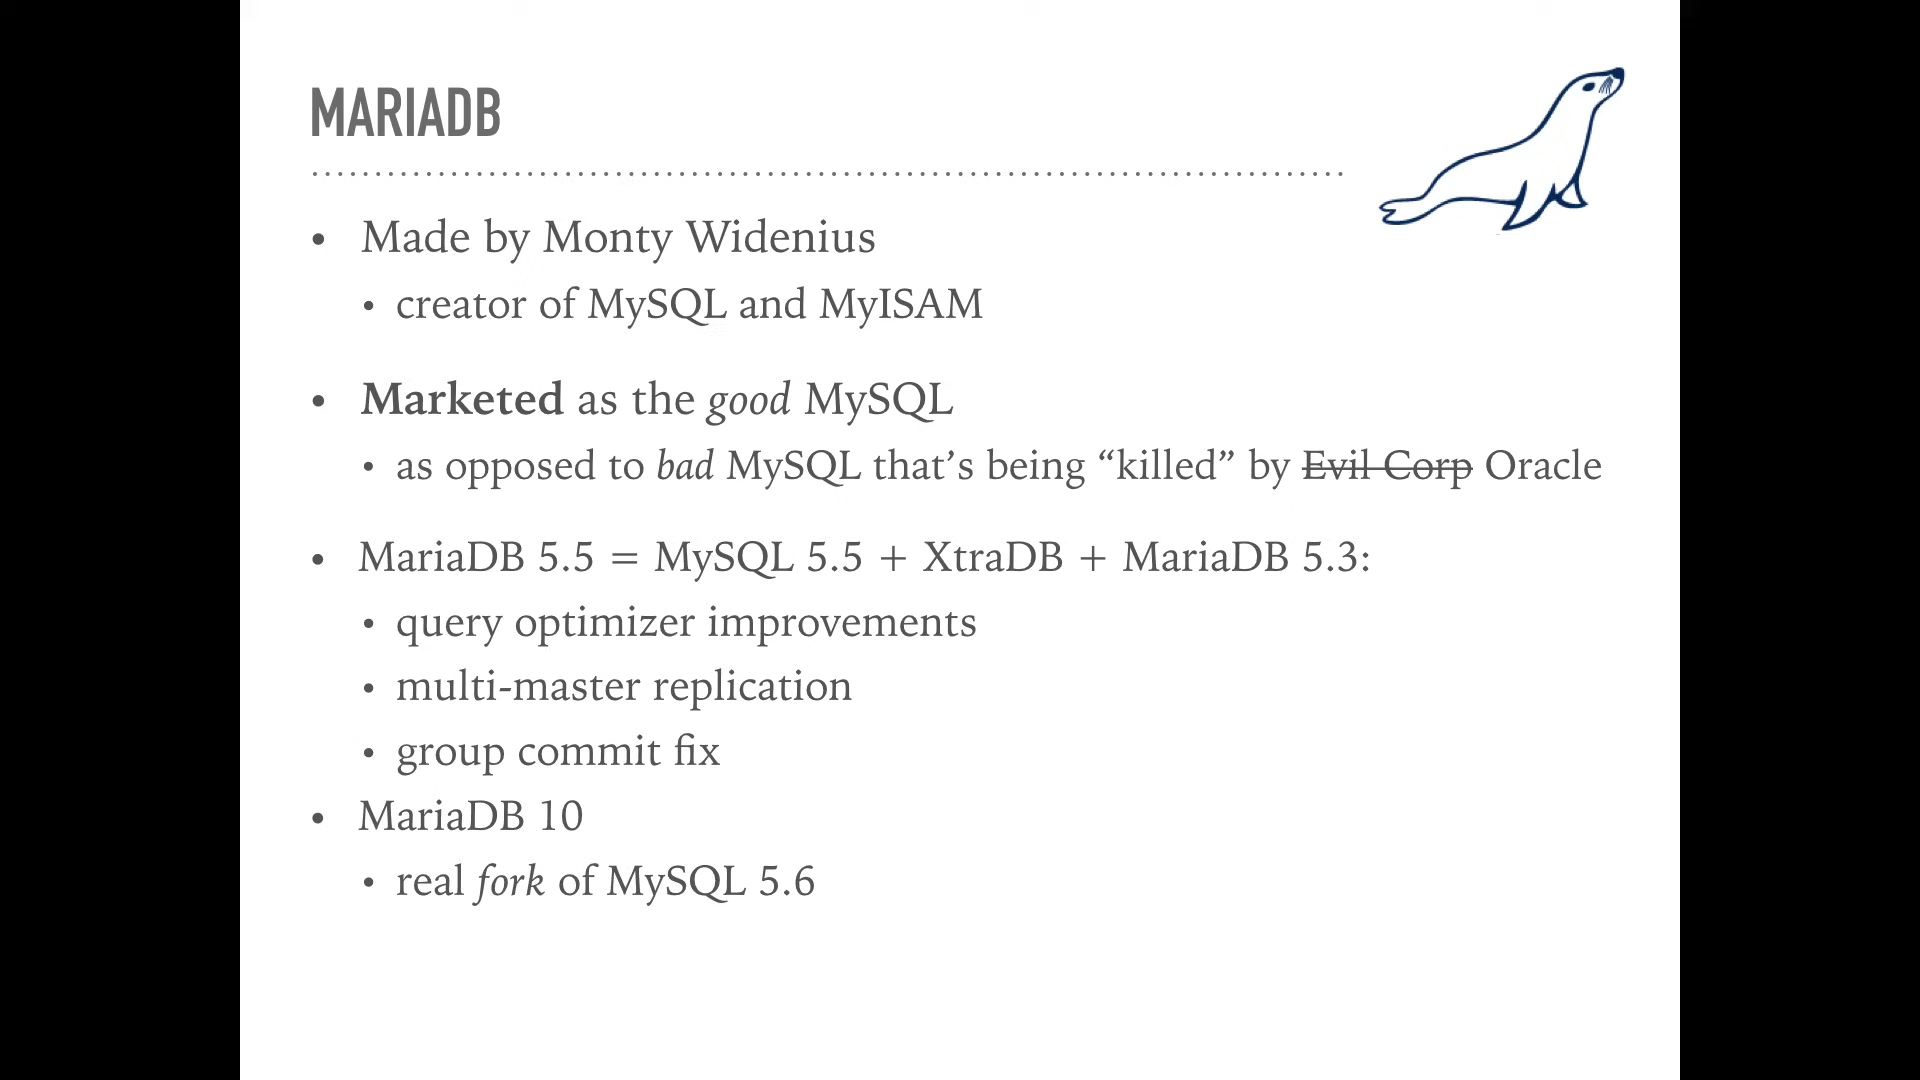 MARIADB
• Made by Monty Widenius
• creator of MySQL and MyISAM
• Marketed as the good MySQL
• as opposed to bad MySQL that’s being “killed” by Evil Corp Oracle
• MariaDB 5.5 = MySQL 5.5 + XtraDB + MariaDB 5.3:
• query optimizer improvements
• multi-master replication
• group commit fix
• MariaDB 10
• real fork of MySQL 5.6